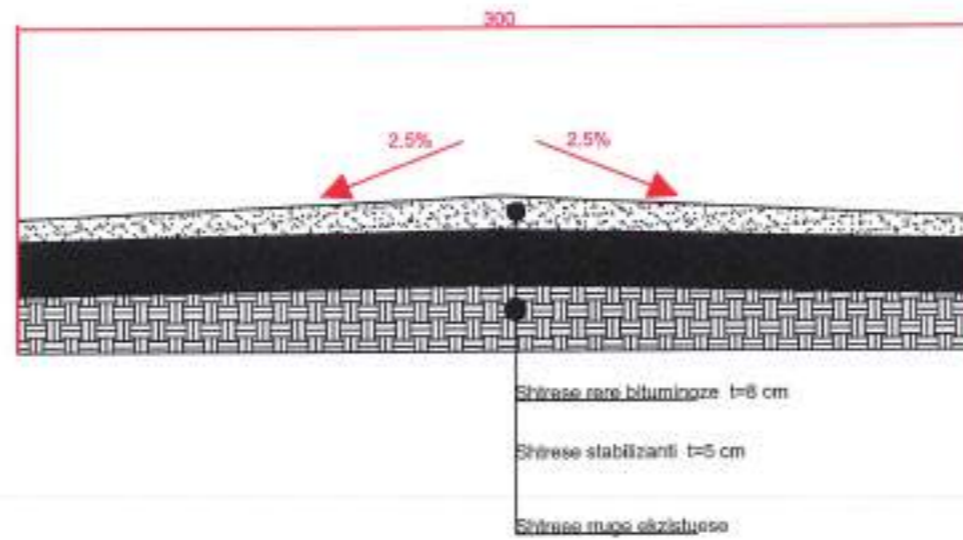 300
2.5% 2.5%
Shtrese rere bituminoze t=8 cm
Shtrese stabilizanti t=5 cm
Shtrese rruge ekzistuese